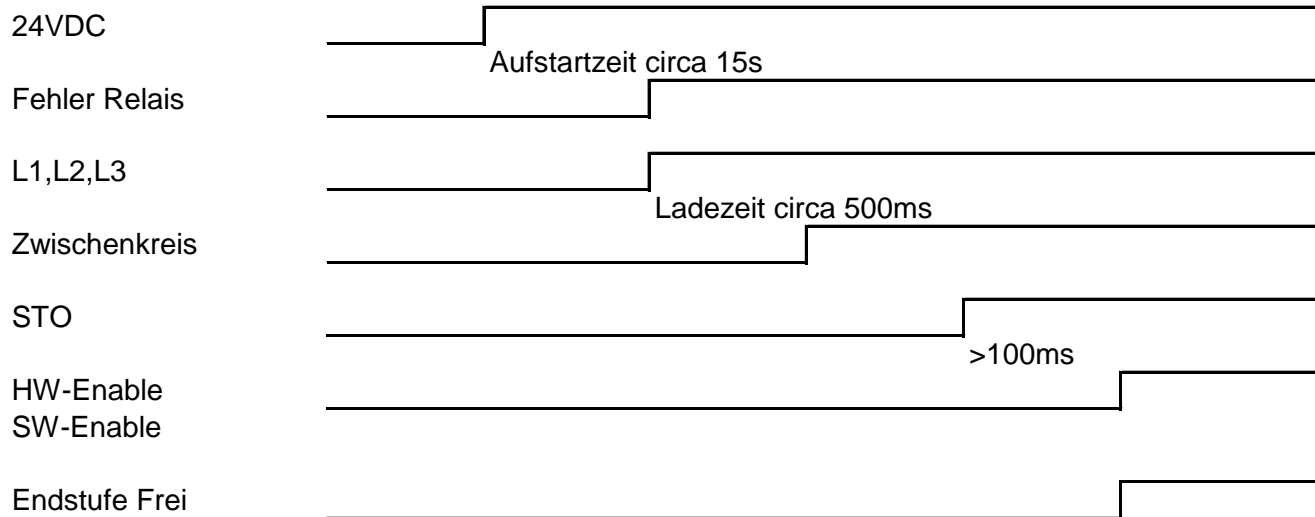 24VDC
Aufstartzeit circa 15s
Fehler Relais
L1,L2,L3
Ladezeit circa 500ms
Zwischenkreis
STO
>100ms
HW-Enable
SW-Enable
Endstufe Frei